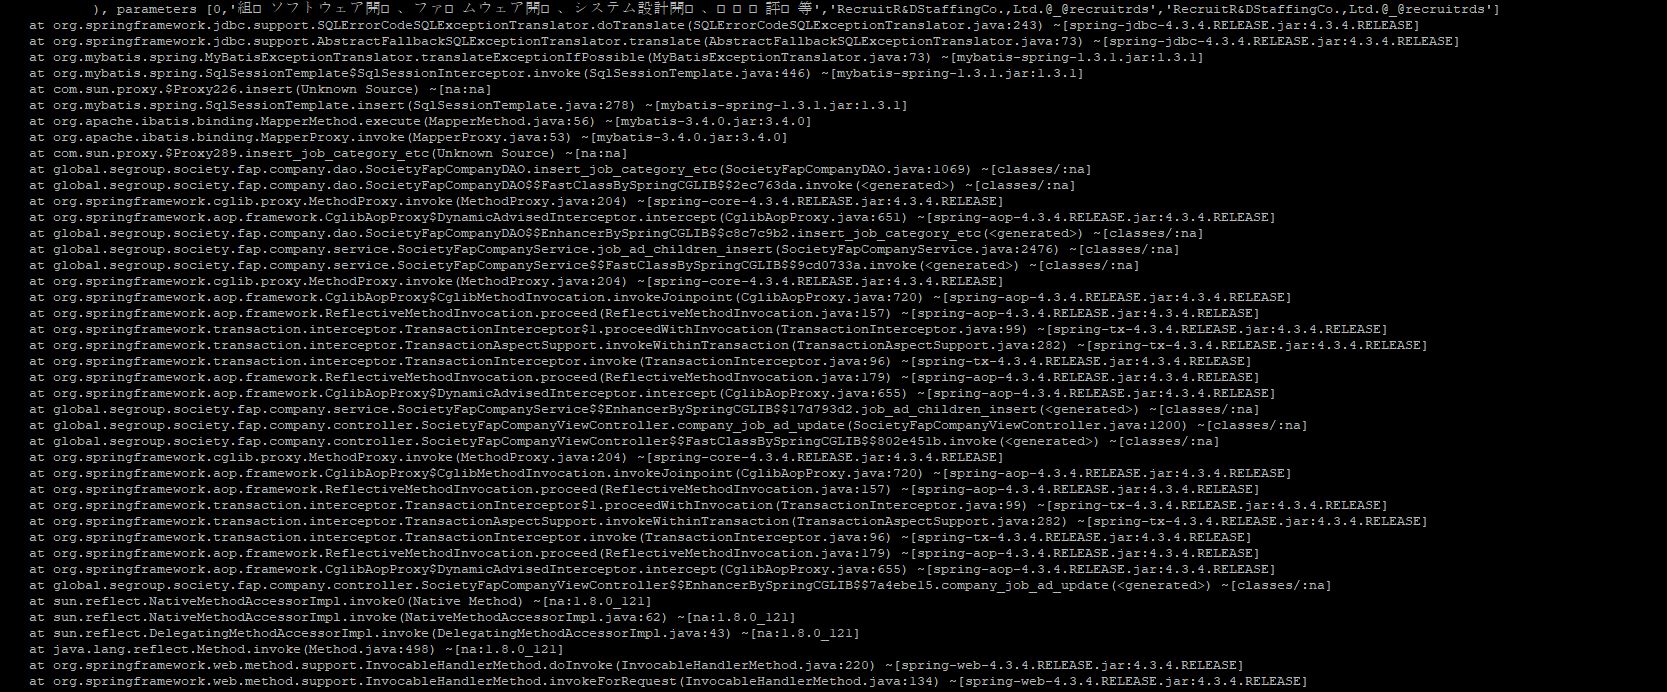 ), parameters [0,'組 ソフトウェア開 、ファ ムウェア開 、システム設計開 、 評 等','RecruitR&DStaffingCo.,Ltd.@_@recruitrds','RecruitR&DStaffingCo.,Ltd.@_@recruitrds']
at org.springframework.jdbc.support.SQLErrorCodeSQLExceptionTranslator.doTranslate(SQLErrorCodeSQLExceptionTranslator.java:243) ~[spring-jdbc-4.3.4.RELEASE.jar:4.3.4.RELEASE]
at org.springframework.jdbc.support.AbstractFallbackSQLExceptionTranslator.translate(AbstractFallbackSQLExceptionTranslator.java:73) ~[spring-jdbc-4.3.4.RELEASE.jar:4.3.4.RELEASE]
at org.mybatis.spring.MyBatisExceptionTranslator.translateExceptionIfPossible(MyBatisExceptionTranslator.java:73) ~[mybatis-spring-1.3.1.jar:1.3.1]
at org.mybatis.spring.SqlSessionTemplate$SqlSessionInterceptor.invoke(SqlSessionTemplate.java:446) ~[mybatis-spring-1.3.1.jar:1.3.1]
at com.sun.proxy.$Proxy226.insert(Unknown Source) ~[na:na]
at org.mybatis.spring.SqlSessionTemplate.insert(SqlSessionTemplate.java:278) ~[mybatis-spring-1.3.1.jar:1.3.1]
at org.apache.ibatis.binding.MapperMethod.execute(MapperMethod.java:56) ~[mybatis-3.4.0.jar:3.4.0]
at org.apache.ibatis.binding.MapperProxy.invoke(MapperProxy.java:53) ~[mybatis-3.4.0.jar:3.4.0]
at com.sun.proxy.$Proxy289.insert_job_category_etc(Unknown Source) ~[na:na]
at global.segroup.society.fap.company.dao.SocietyFapCompanyDAO.insert_job_category_etc(SocietyFapCompanyDAO.java:1069) ~[classes/:na]
at global.segroup.society.fap.company.dao.SocietyFapCompanyDAO$$FastClassBySpringCGLIB$$2ec763da.invoke(<generated>) ~[classes/:na]
at org.springframework.cglib.proxy.MethodProxy.invoke(MethodProxy.java:204) ~[spring-core-4.3.4.RELEASE.jar:4.3.4.RELEASE]
at org.springframework.aop.framework.CglibAopProxy$DynamicAdvisedInterceptor.intercept(CglibAopProxy.java:651) ~[spring-aop-4.3.4.RELEASE.jar:4.3.4.RELEASE]
at global.segroup.society.fap.company.dao.SocietyFapCompanyDAO$$EnhancerBySpringCGLIB$$c8c7c9b2.insert_job_category_etc(<generated>) ~[classes/:na]
at global.segroup.society.fap.company.service.SocietyFapCompanyService.job_ad_children_insert(SocietyFapCompanyService.java:2476) ~[classes/:na]
at global.segroup.society.fap.company.service.SocietyFapCompanyService$$FastClassBySpringCGLIB$$9cd0733a.invoke(<generated>) ~[classes/:na]
at org.springframework.cglib.proxy.MethodProxy.invoke(MethodProxy.java:204) ~[spring-core-4.3.4.RELEASE.jar:4.3.4.RELEASE]
at org.springframework.aop.framework.CglibAopProxy$CglibMethodInvocation.invokeJoinpoint(CglibAopProxy.java:720) ~[spring-aop-4.3.4.RELEASE.jar:4.3.4.RELEASE]
at org.springframework.aop.framework.ReflectiveMethodInvocation.proceed(ReflectiveMethodInvocation.java:157) ~[spring-aop-4.3.4.RELEASE.jar:4.3.4.RELEASE]
at org.springframework.transaction.interceptor.TransactionInterceptor$1.proceedWithInvocation(TransactionInterceptor.java:99) ~[spring-tx-4.3.4.RELEASE.jar:4.3.4.RELEASE]
at org.springframework.transaction.interceptor.TransactionAspectSupport.invokeWithinTransaction(TransactionAspectSupport.java:282) ~[spring-tx-4.3.4.RELEASE.jar:4.3.4.RELEASE]
at org.springframework.transaction.interceptor.TransactionInterceptor.invoke(TransactionInterceptor.java:96) ~[spring-tx-4.3.4.RELEASE.jar:4.3.4.RELEASE]
at org.springframework.aop.framework.ReflectiveMethodInvocation.proceed(ReflectiveMethodInvocation.java:179) ~[spring-aop-4.3.4.RELEASE.jar:4.3.4.RELEASE]
at org.springframework.aop.framework.CglibAopProxy$DynamicAdvisedInterceptor.intercept(CglibAopProxy.java:655) ~[spring-aop-4.3.4.RELEASE.jar:4.3.4.RELEASE]
at global.segroup.society.fap.company.service.SocietyFapCompanyService$$EnhancerBySpringCGLIB$$17d793d2.job_ad_children_insert(<generated>) ~[classes/:na]
at global.segroup.society.fap.company.controller.SocietyFapCompanyViewController.company_job_ad_update(SocietyFapCompanyViewController.java:1200) ~[classes/:na]
at global.segroup.society.fap.company.controller.SocietyFapCompanyViewController$$FastClassBySpringCGLIB$$802e451b.invoke(<generated>) ~[classes/:na]
at org.springframework.cglib.proxy.MethodProxy.invoke(MethodProxy.java:204) ~[spring-core-4.3.4.RELEASE.jar:4.3.4.RELEASE]
at org.springframework.aop.framework.CglibAopProxy$CglibMethodInvocation.invokeJoinpoint(CglibAopProxy.java:720) ~[spring-aop-4.3.4.RELEASE.jar:4.3.4.RELEASE]
at org.springframework.aop.framework.ReflectiveMethodInvocation.proceed(ReflectiveMethodInvocation.java:157) ~[spring-aop-4.3.4.RELEASE.jar:4.3.4.RELEASE]
at org.springframework.transaction.interceptor.TransactionInterceptor$1.proceedWithInvocation(TransactionInterceptor.java:99) ~[spring-tx-4.3.4.RELEASE.jar:4.3.4.RELEASE]
at org.springframework.transaction.interceptor.TransactionAspectSupport.invokeWithinTransaction(TransactionAspectSupport.java:282) ~[spring-tx-4.3.4.RELEASE.jar:4.3.4.RELEASE]
at org.springframework.transaction.interceptor.TransactionInterceptor.invoke(TransactionInterceptor.java:96) ~[spring-tx-4.3.4.RELEASE.jar:4.3.4.RELEASE]
at org.springframework.aop.framework.ReflectiveMethodInvocation.proceed(ReflectiveMethodInvocation.java:179) ~[spring-aop-4.3.4.RELEASE.jar:4.3.4.RELEASE]
at org.springframework.aop.framework.CglibAopProxy$DynamicAdvisedInterceptor.intercept(CglibAopProxy.java:655) ~[spring-aop-4.3.4.RELEASE.jar:4.3.4.RELEASE]
at global.segroup.society.fap.company.controller.SocietyFapCompanyViewController$$EnhancerBySpringCGLIB$$7a4ebe15.company_job_ad_update(<generated>) ~[classes/:na]
at sun.reflect.NativeMethodAccessorImpl.invoke0(Native Method) ~[na:1.8.0_121]
at sun.reflect.NativeMethodAccessorImpl.invoke(NativeMethodAccessorImpl.java:62) ~[na:1.8.0_121]
at sun.reflect.DelegatingMethodAccessorImpl.invoke(DelegatingMethodAccessorImpl.java:43) ~[na:1.8.0_121]
at java.lang.reflect.Method.invoke(Method.java:498) ~[na:1.8.0_121]
at org.springframework.web.method.support.InvocableHandlerMethod.doInvoke(InvocableHandlerMethod.java:220) ~[spring-web-4.3.4.RELEASE.jar:4.3.4.RELEASE]
at org.springframework.web.method.support.InvocableHandlerMethod.invokeForRequest(InvocableHandlerMethod.java:134) ~[spring-web-4.3.4.RELEASE.jar:4.3.4.RELEASE]